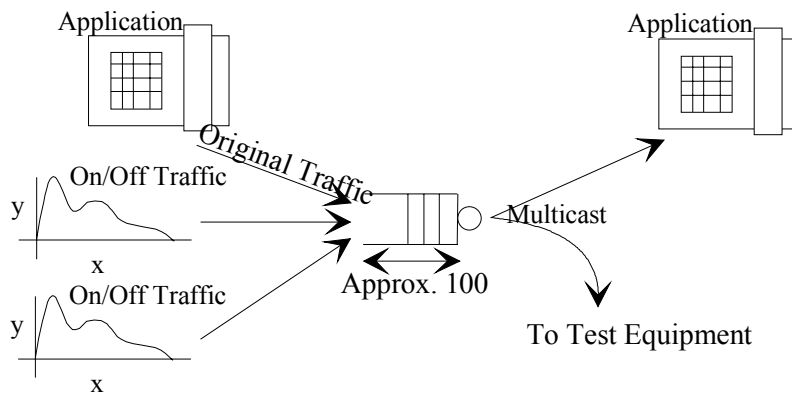 Application
Application
Original Traffic
On/Off Traffic
y
x
Multicast
Approx. 100
On/Off Traffic
y
x
To Test Equipment